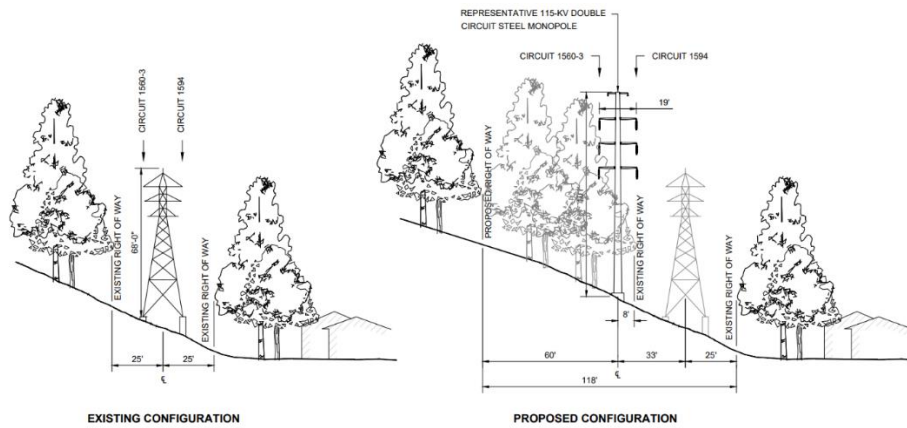 REPRESENTATIVE 115-KV DOUBLE
CIRCUIT STEEL MONOPOLE
CIRCUIT 1560-3
CIRCUIT 1594
68'-0"
EXISTING RIGHT OF WAY
EXISTING RIGHT OF WAY
25'
25'
℄
EXISTING CONFIGURATION
CIRCUIT 1560-3
CIRCUIT 1594
19'
PROPOSED RIGHT OF WAY
EXISTING RIGHT OF WAY
EXISTING RIGHT OF WAY
8'
60'
33'
25'
℄
118'
PROPOSED CONFIGURATION